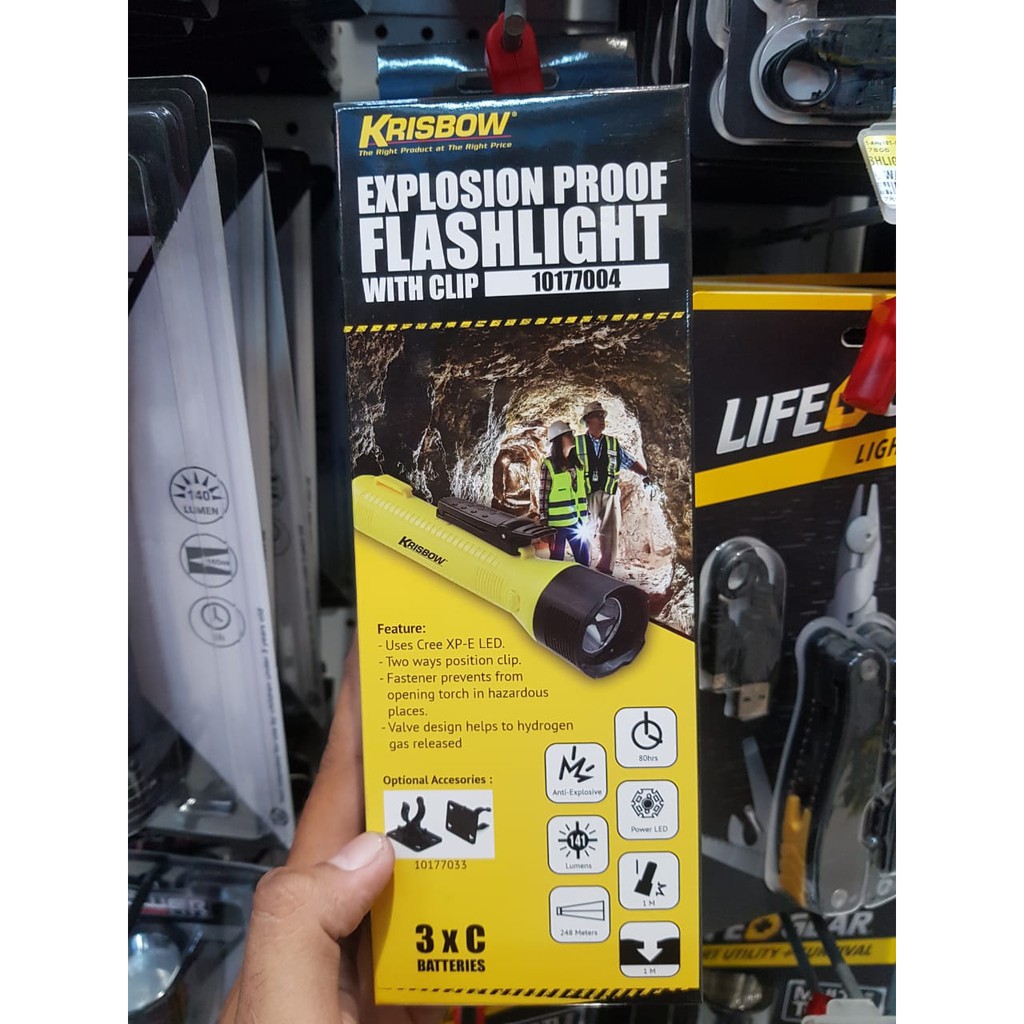 KRISBOW®
The Right Product at The Right Price
EXPLOSION PROOF
FLASHLIGHT
WITH CLIP 10177004
KRISBOW
Feature:
- Uses Cree XP-E LED.
- Two ways position clip.
- Fastener prevents from
opening torch in hazardous
places.
- Valve design helps to hydrogen
gas released
Optional Accesories :
10177033
3 x C
BATTERIES
80hrs
Anti-Explosive
Power LED
141
Lumens
1 M
248 Meters
1 M
140
LUMEN
LIFE